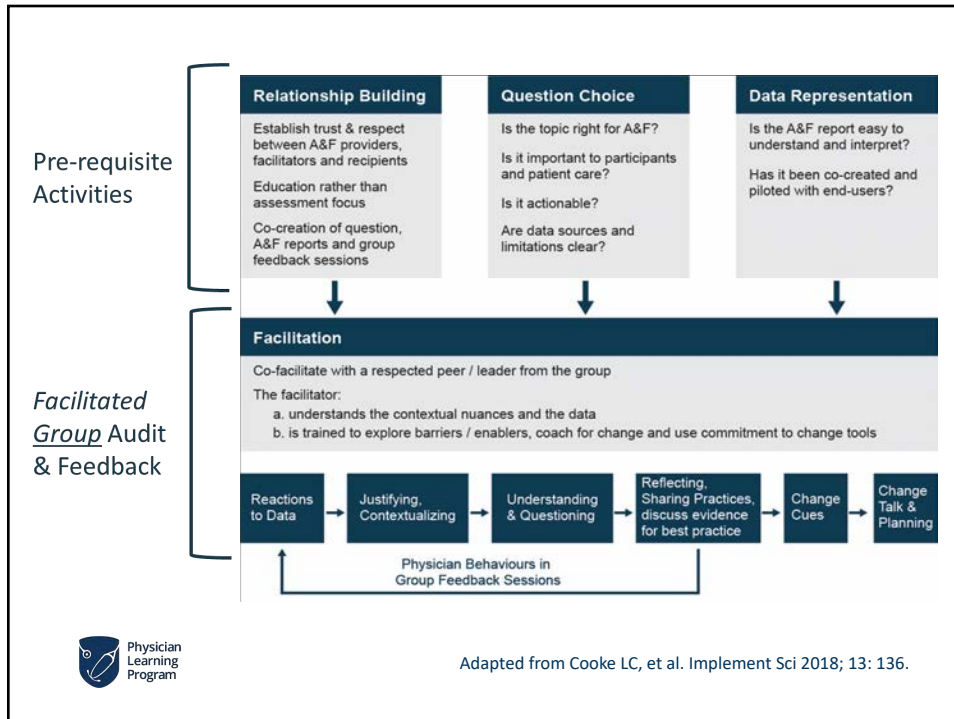 Pre-requisite
Activities
Relationship Building
Establish trust & respect
between A&F providers,
facilitators and recipients
Education rather than
assessment focus
Co-creation of question,
A&F reports and group
feedback sessions
Question Choice
Is the topic right for A&F?
Is it important to participants
and patient care?
Is it actionable?
Are data sources and
limitations clear?
Data Representation
Is the A&F report easy to
understand and interpret?
Has it been co-created and
piloted with end-users?
Facilitated
Group Audit
& Feedback
Facilitation
Co-facilitate with a respected peer / leader from the group
The facilitator:
a. understands the contextual nuances and the data
b. is trained to explore barriers / enablers, coach for change and use commitment to change tools
Reactions
to Data
Justifying,
Contextualizing
Understanding
& Questioning
Reflecting,
Sharing Practices,
discuss evidence
for best practice
Change
Cues
Change
Talk &
Planning
Physician Behaviours in
Group Feedback Sessions
Physician
Learning
Program
Adapted from Cooke LC, et al. Implement Sci 2018; 13: 136.